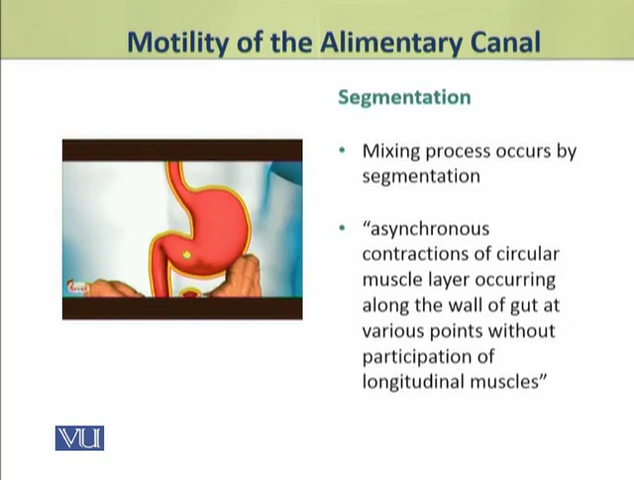 Motility of the Alimentary Canal
Segmentation
• Mixing process occurs by
segmentation
• “asynchronous
contractions of circular
muscle layer occurring
along the wall of gut at
various points without
participation of
longitudinal muscles”
VU